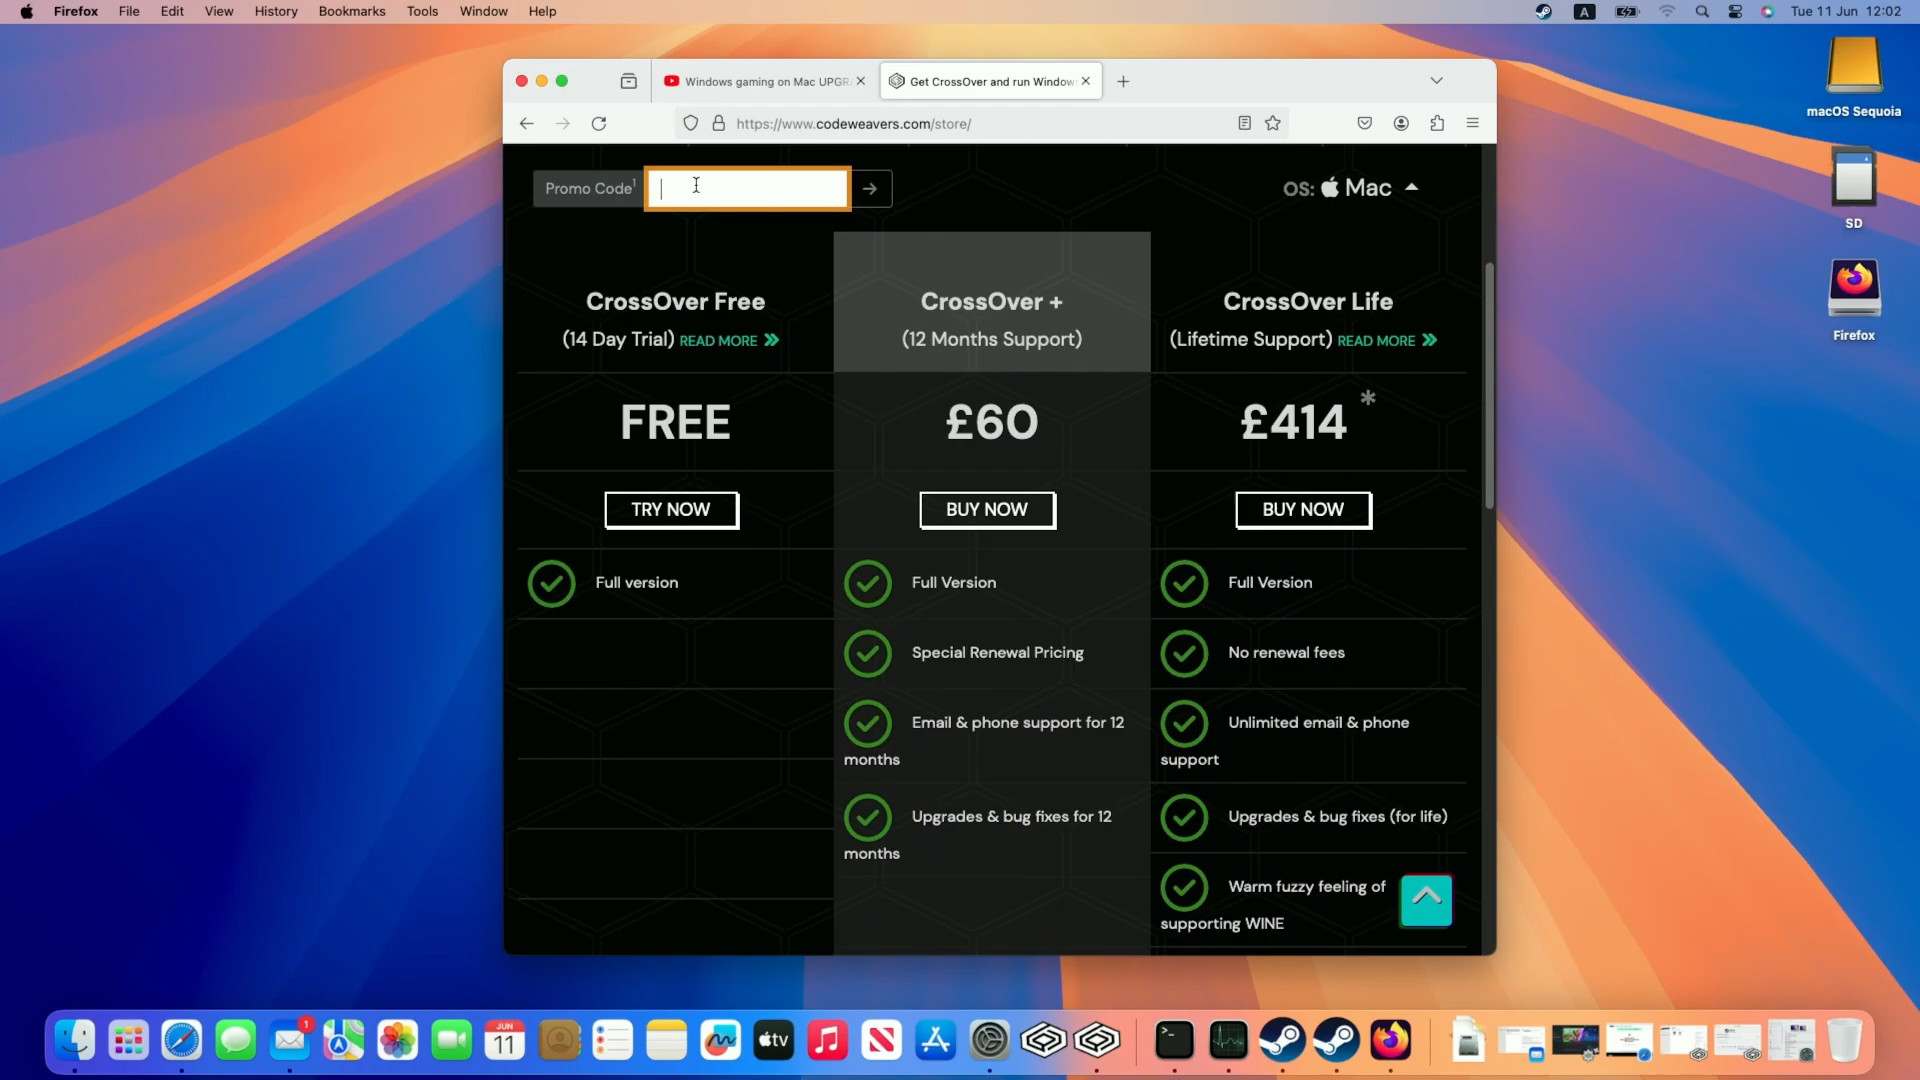 Firefox File Edit View History Bookmarks Tools Window Help
A
Tue 11 Jun 12:02
macOS Sequoia
SD
Firefox
Windows gaming on Mac UPGR
Get CrossOver and run Window
https://www.codeweavers.com/store/
Promo Code¹
OS: Mac
CrossOver Free
(14 Day Trial) READ MORE »
FREE
TRY NOW
Full version
CrossOver +
(12 Months Support)
£60
BUY NOW
Full Version
Special Renewal Pricing
Email & phone support for 12
months
Upgrades & bug fixes for 12
months
CrossOver Life
(Lifetime Support) READ MORE »
£414 *
BUY NOW
Full Version
No renewal fees
Unlimited email & phone
support
Upgrades & bug fixes (for life)
Warm fuzzy feeling of
supporting WINE
1
JUN
11
tv